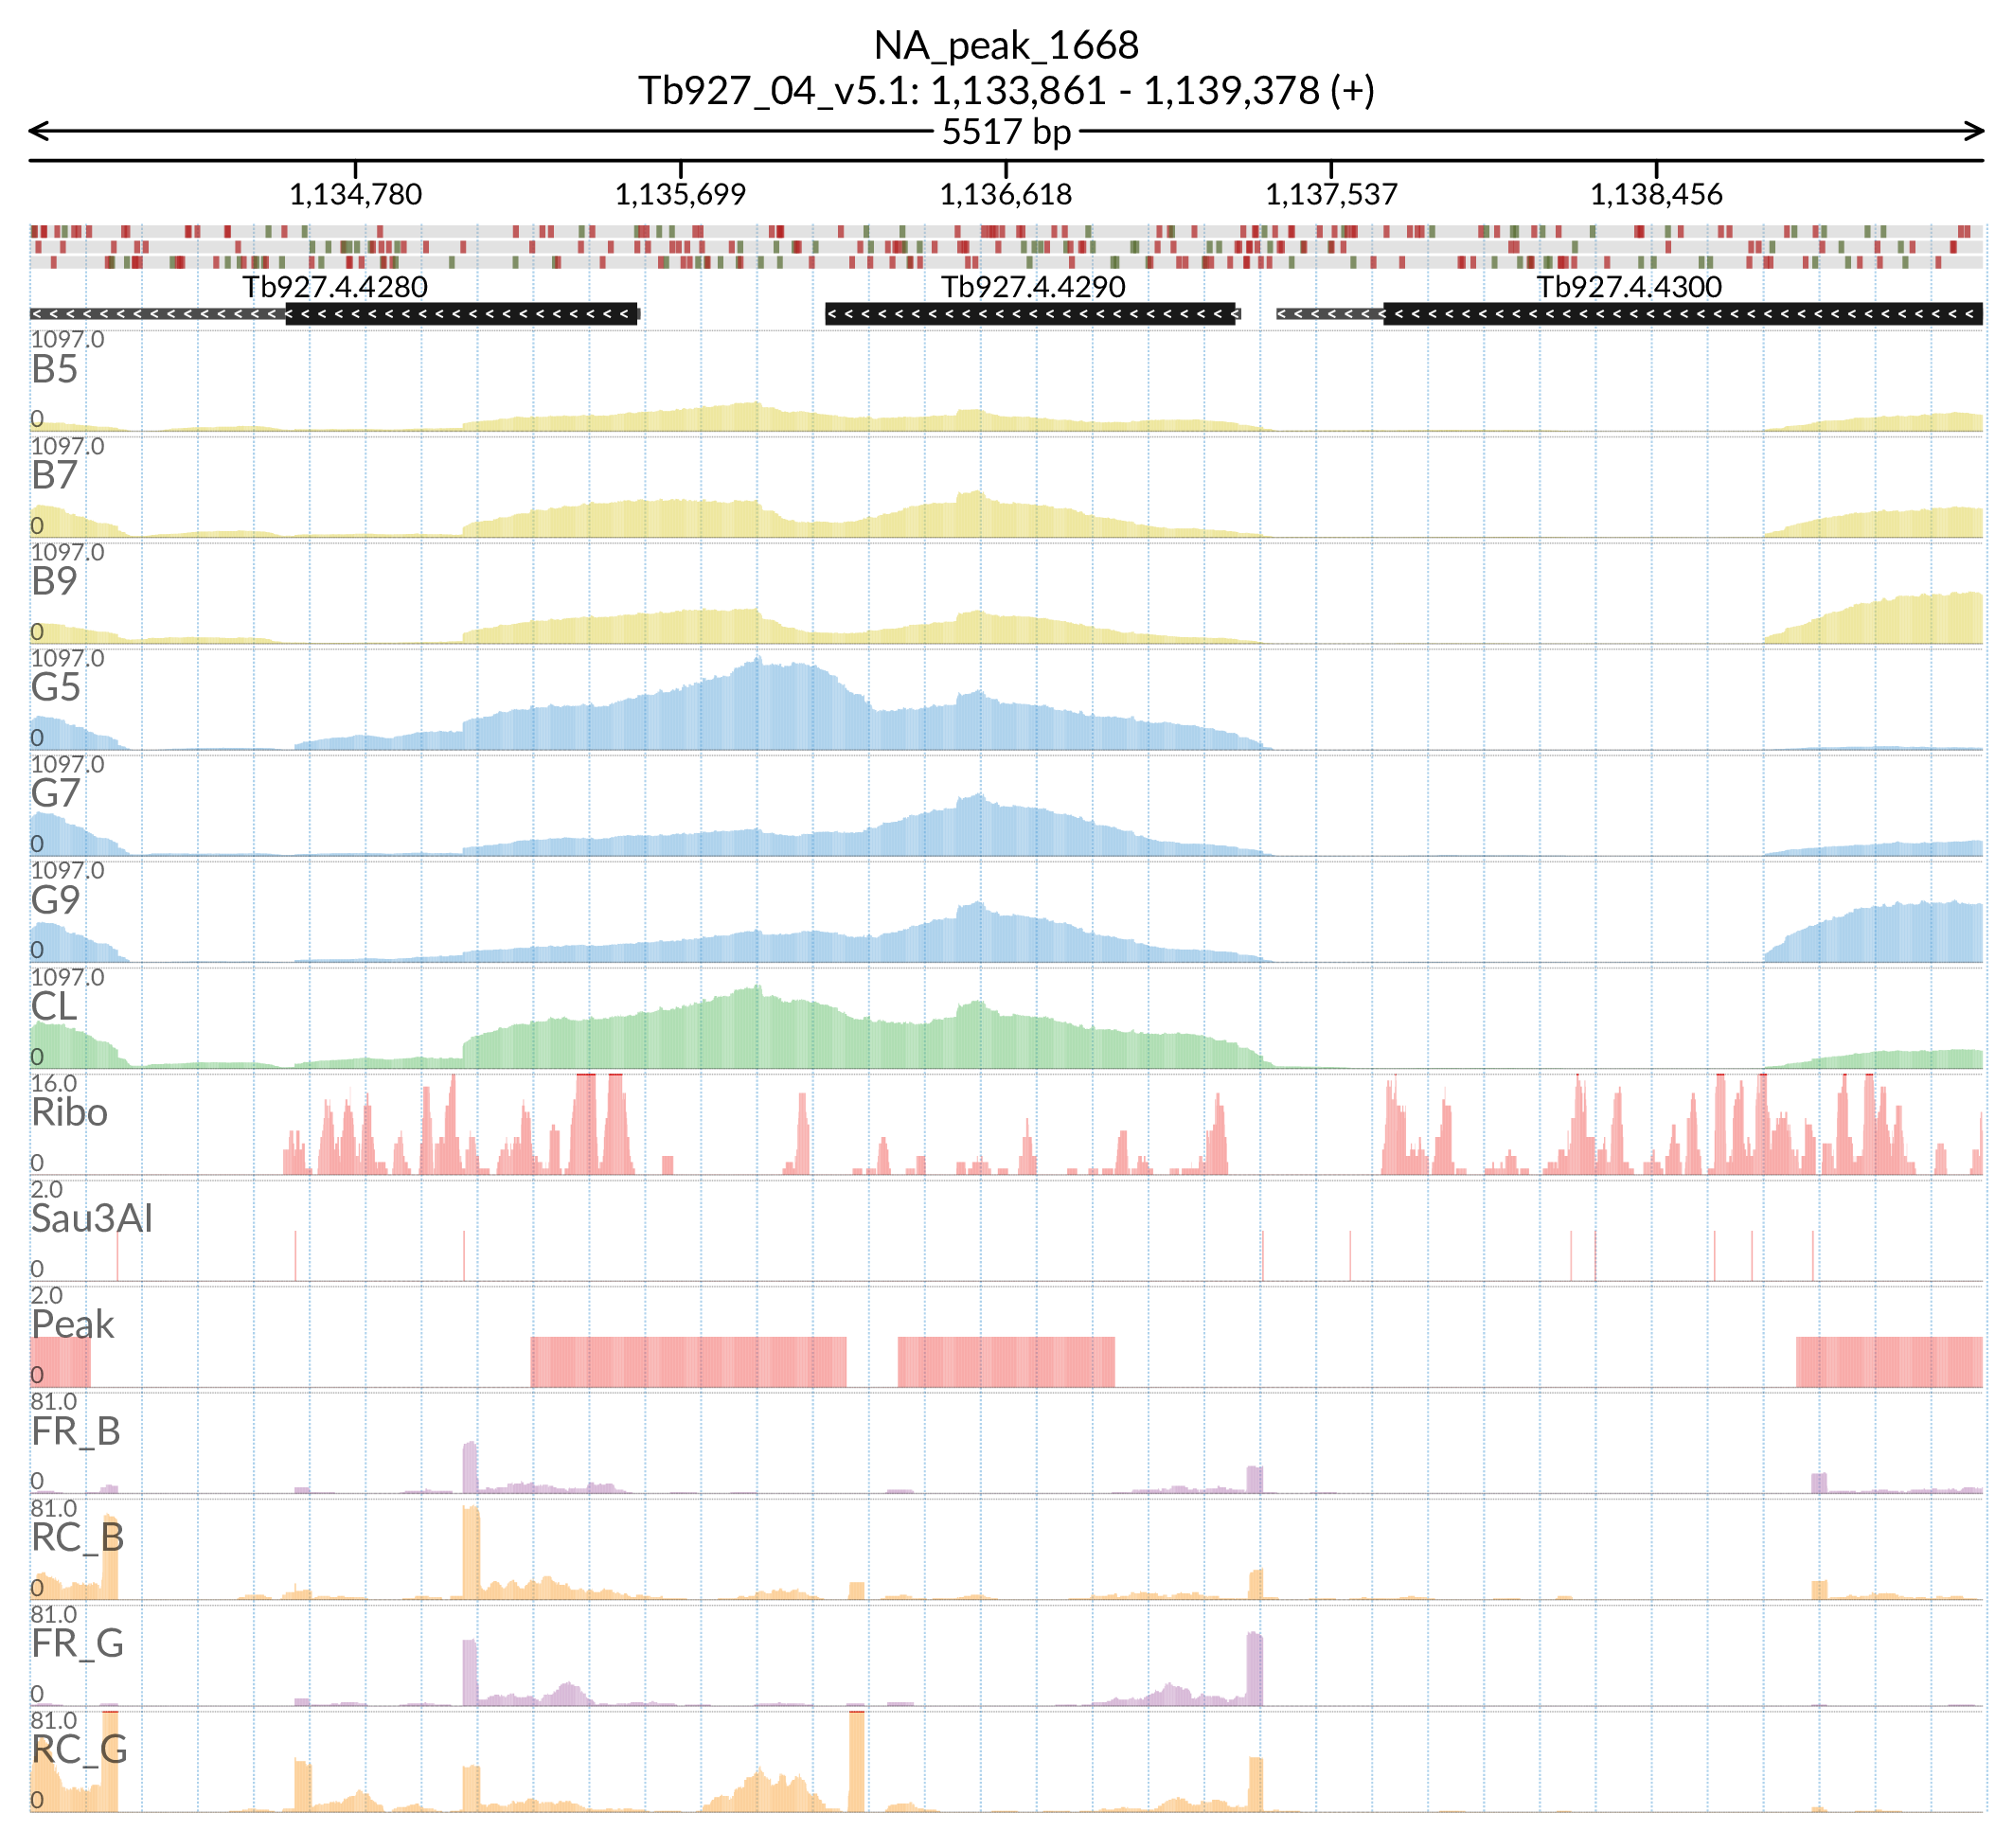 NA_peak_1668
Tb927_04_v5.1: 1,133,861 - 1,139,378 (+)
5517 bp
1,134,780 1,135,699 1,136,618 1,137,537 1,138,456
Tb927.4.4280 Tb927.4.4290 Tb927.4.4300
1097.0
B5
0
1097.0
B7
0
1097.0
B9
0
1097.0
G5
0
1097.0
G7
0
1097.0
G9
0
1097.0
CL
0
16.0
Ribo
0
2.0
Sau3AI
0
2.0
Peak
0
81.0
FR_B
0
81.0
RC_B
0
81.0
FR_G
0
81.0
RC_G
0